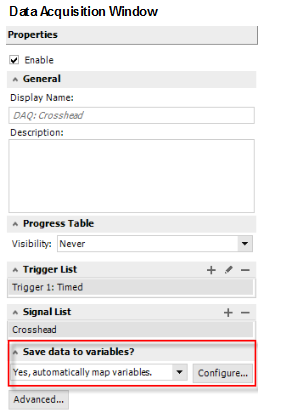 Data Acquisition Window
Properties
Enable
General
Display Name:
DAQ: Crosshead
Description:
Progress Table
Visibility: Never
Trigger List
Trigger 1: Timed
Signal List
Crosshead
Save data to variables?
Yes, automatically map variables. Configure...
Advanced...